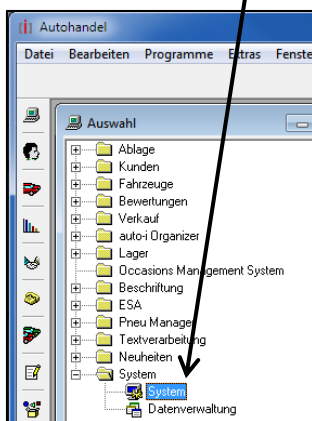 [i] Autohandel
Datei Bearbeiten Programme Extras Fenste
Auswahl
Ablage
Kunden
Fahrzeuge
Bewertungen
Verkauf
auto-i Organizer
Lager
Occasions Management System
Beschriftung
ESA
Pneu Manager
Textverarbeitung
Neuheiten
System
System
Datenverwaltung